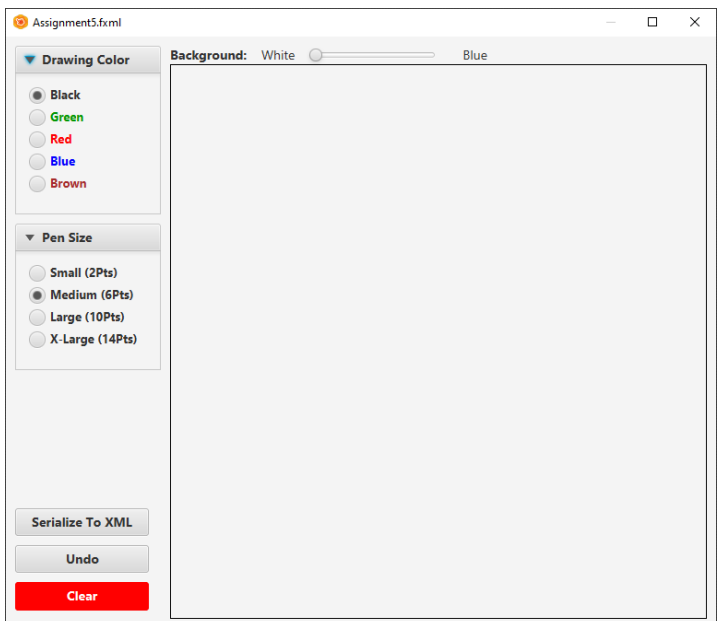 Assignment5.fxml
Drawing Color
Black
Green
Red
Blue
Brown
Pen Size
Small (2Pts)
Medium (6Pts)
Large (10Pts)
X-Large (14Pts)
Serialize To XML
Undo
Clear
Background: White Blue